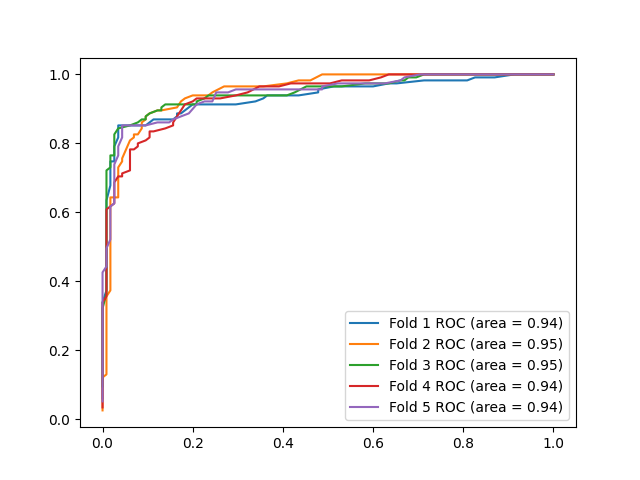 1.0
0.8
0.6
0.4
0.2
0.0
0.0 0.2 0.4 0.6 0.8 1.0
Fold 1 ROC (area = 0.94)
Fold 2 ROC (area = 0.95)
Fold 3 ROC (area = 0.95)
Fold 4 ROC (area = 0.94)
Fold 5 ROC (area = 0.94)